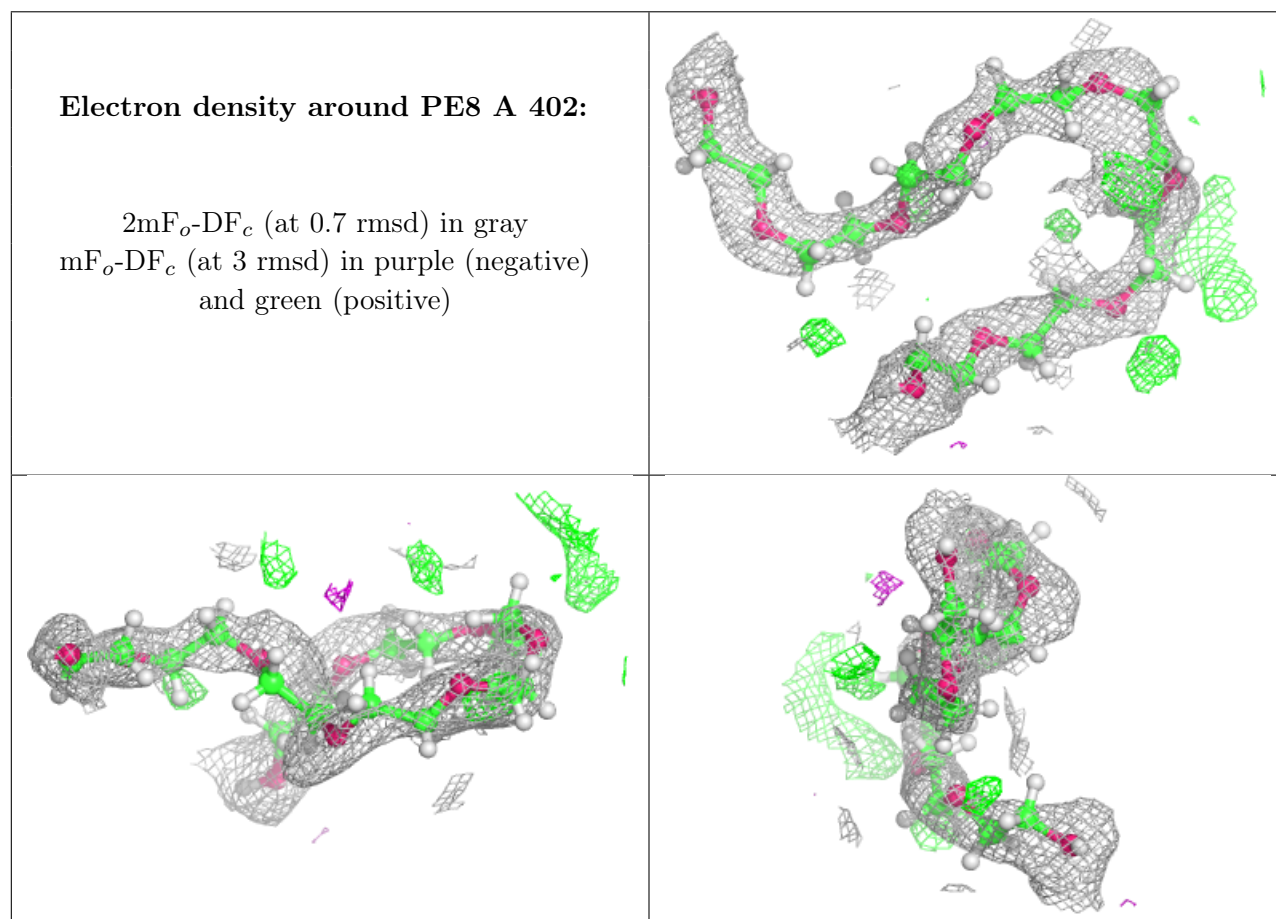 Electron density around PE8 A 402:
2mFo-DFc (at 0.7 rmsd) in gray
mFo-DFc (at 3 rmsd) in purple (negative)
and green (positive)